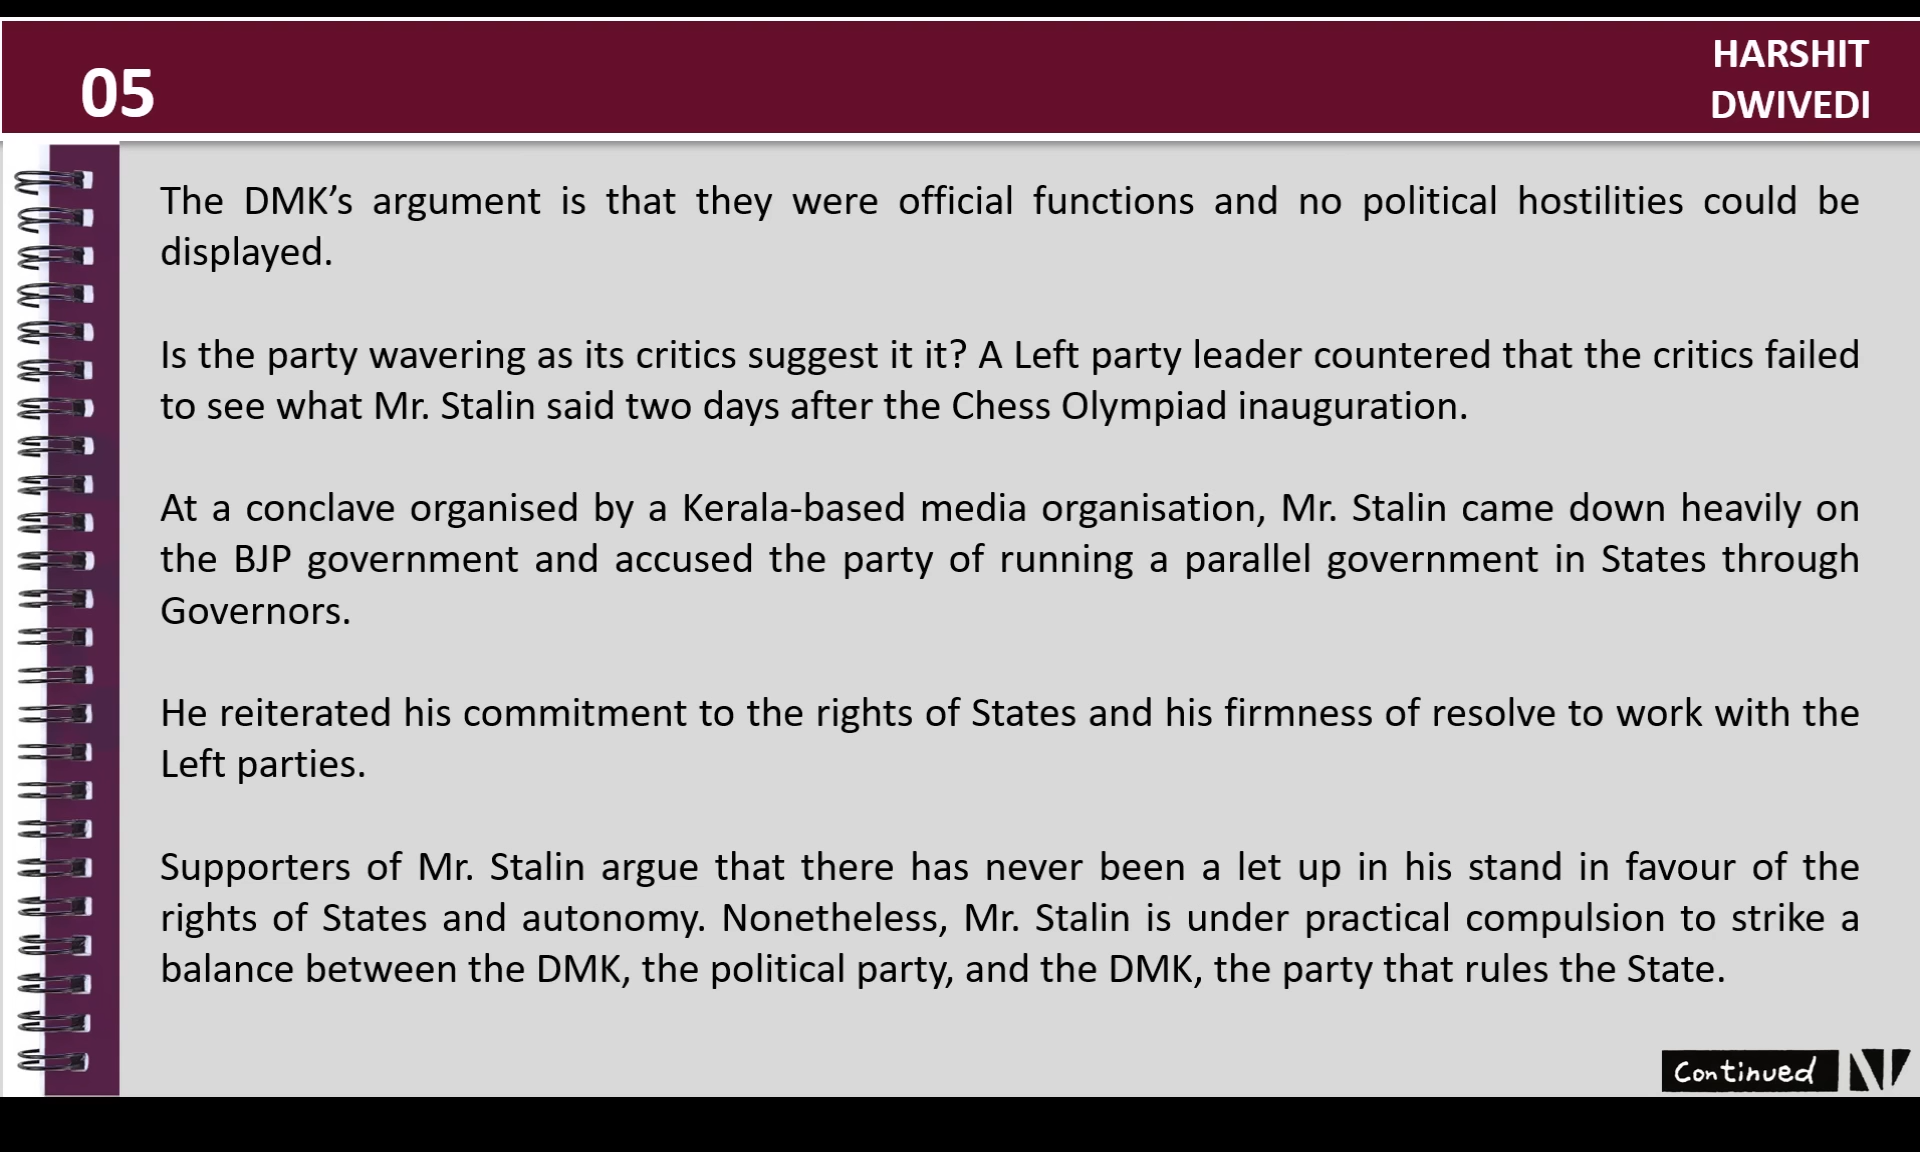 05
HARSHIT
DWIVEDI
The DMK’s argument is that they were official functions and no political hostilities could be
displayed.
Is the party wavering as its critics suggest it it? A Left party leader countered that the critics failed
to see what Mr. Stalin said two days after the Chess Olympiad inauguration.
At a conclave organised by a Kerala-based media organisation, Mr. Stalin came down heavily on
the BJP government and accused the party of running a parallel government in States through
Governors.
He reiterated his commitment to the rights of States and his firmness of resolve to work with the
Left parties.
Supporters of Mr. Stalin argue that there has never been a let up in his stand in favour of the
rights of States and autonomy. Nonetheless, Mr. Stalin is under practical compulsion to strike a
balance between the DMK, the political party, and the DMK, the party that rules the State.
Continued